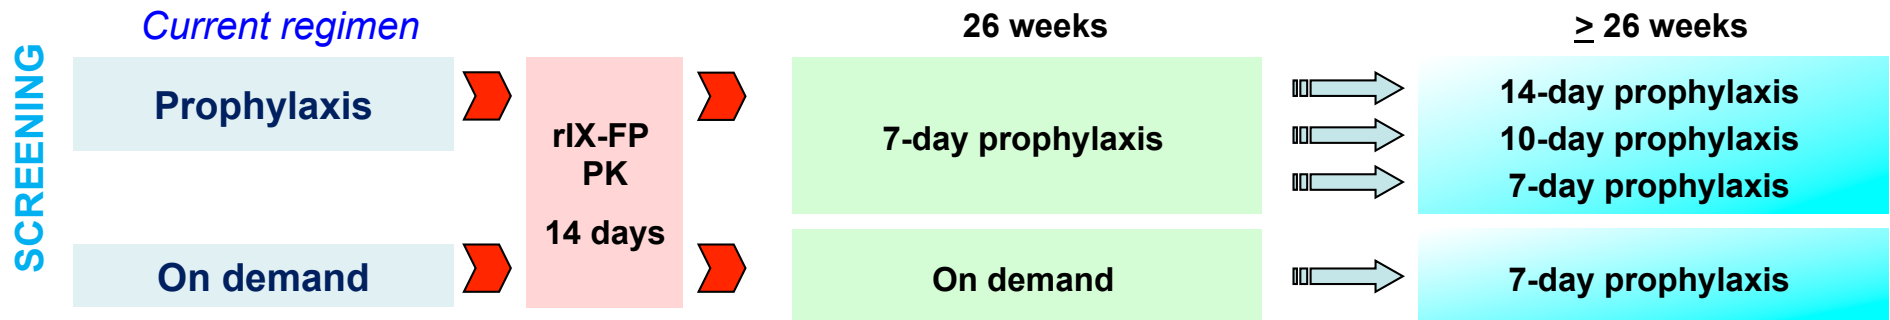 SCREENING
Current regimen
Prophylaxis
On demand
rIX-FP
PK
14 days
26 weeks
7-day prophylaxis
On demand
≥ 26 weeks
14-day prophylaxis
10-day prophylaxis
7-day prophylaxis
7-day prophylaxis